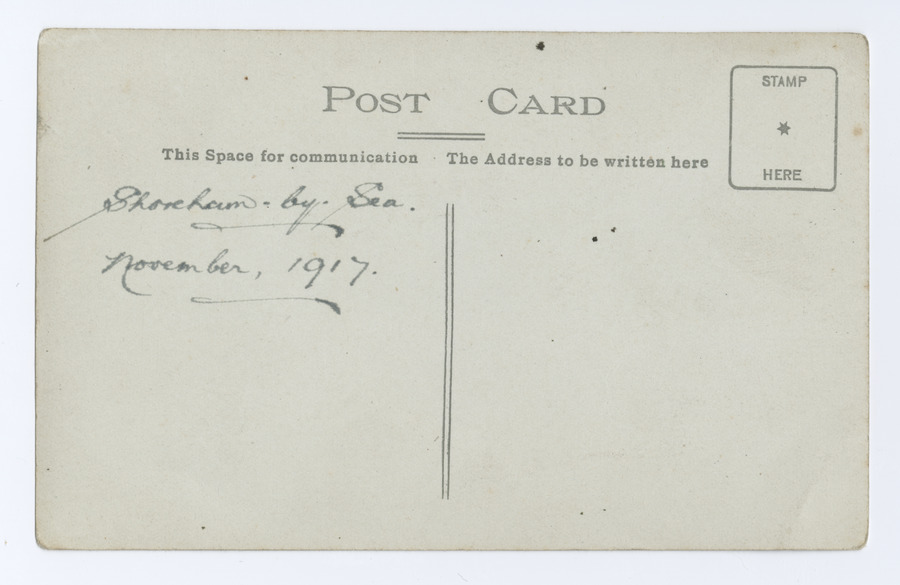 POST CARD
STAMP
HERE
This Space for communication
The Address to be written here
Shoreham-by-Sea.
November, 1917.